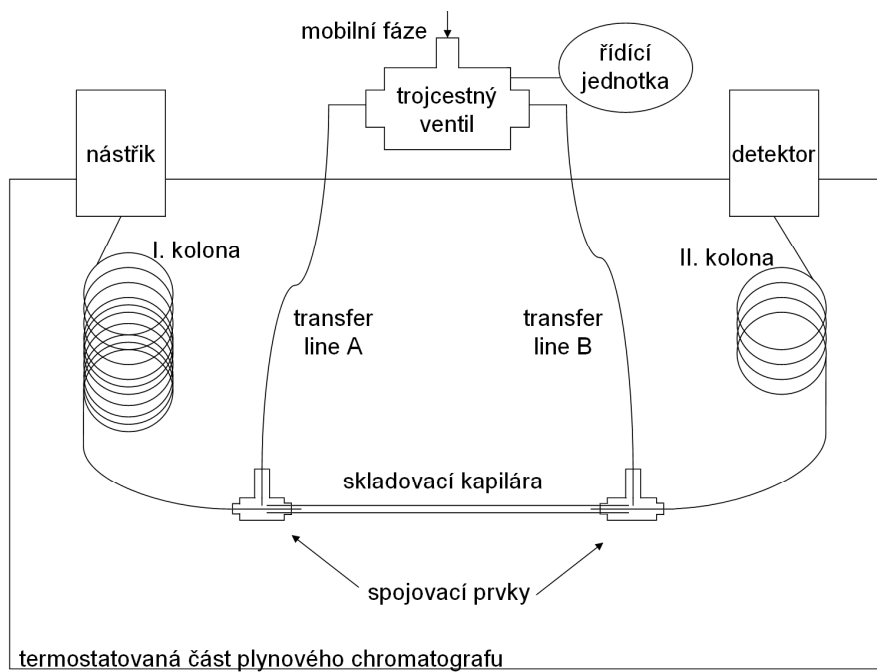 mobilní fáze
řídící
jednotka
trojcestný
ventil
nástřik
detektor
I. kolona
II. kolona
transfer
line A
transfer
line B
skladovací kapilára
spojovací prvky
termostatovaná část plynového chromatografu